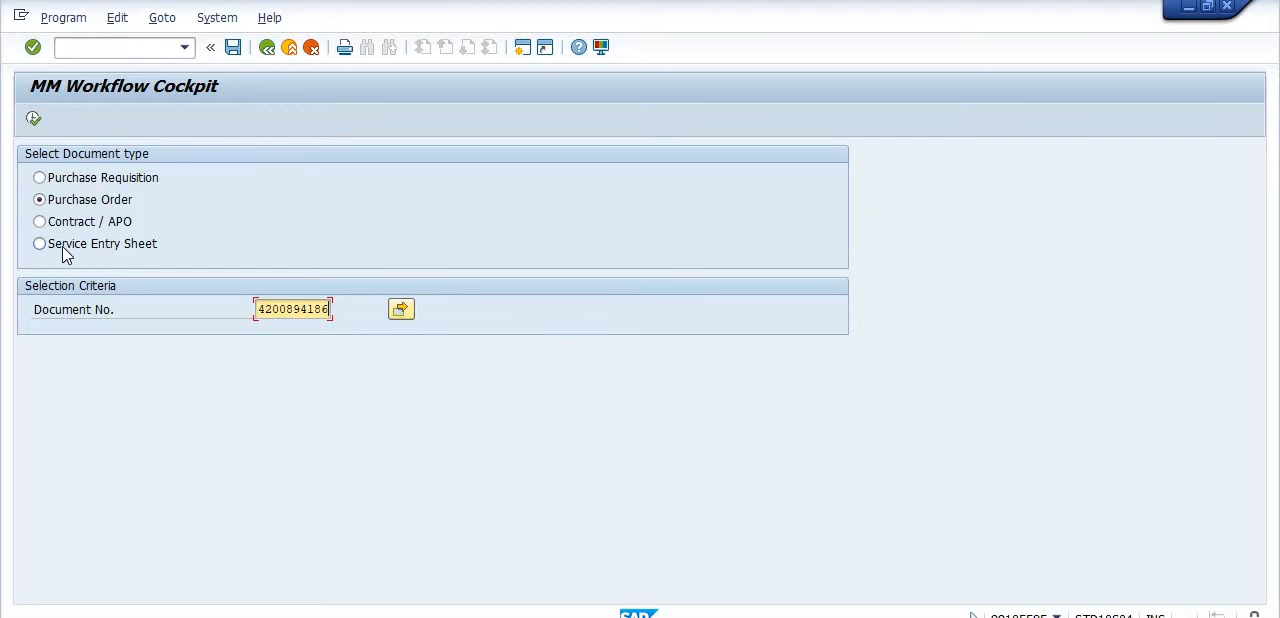 Program Edit Goto System Help
MM Workflow Cockpit
Select Document type
Purchase Requisition
Purchase Order
Contract / APO
Service Entry Sheet
Selection Criteria
Document No. 4200894186
SAP